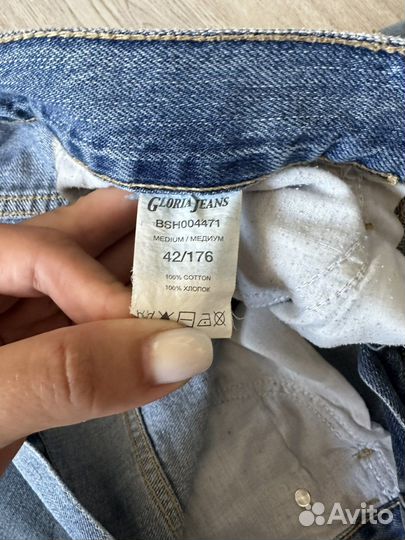 GLORIA JEANS
BSH004471
MEDIUM / МЕДИУМ
42/176
100% COTTON
100% ХЛОПОК
Avito